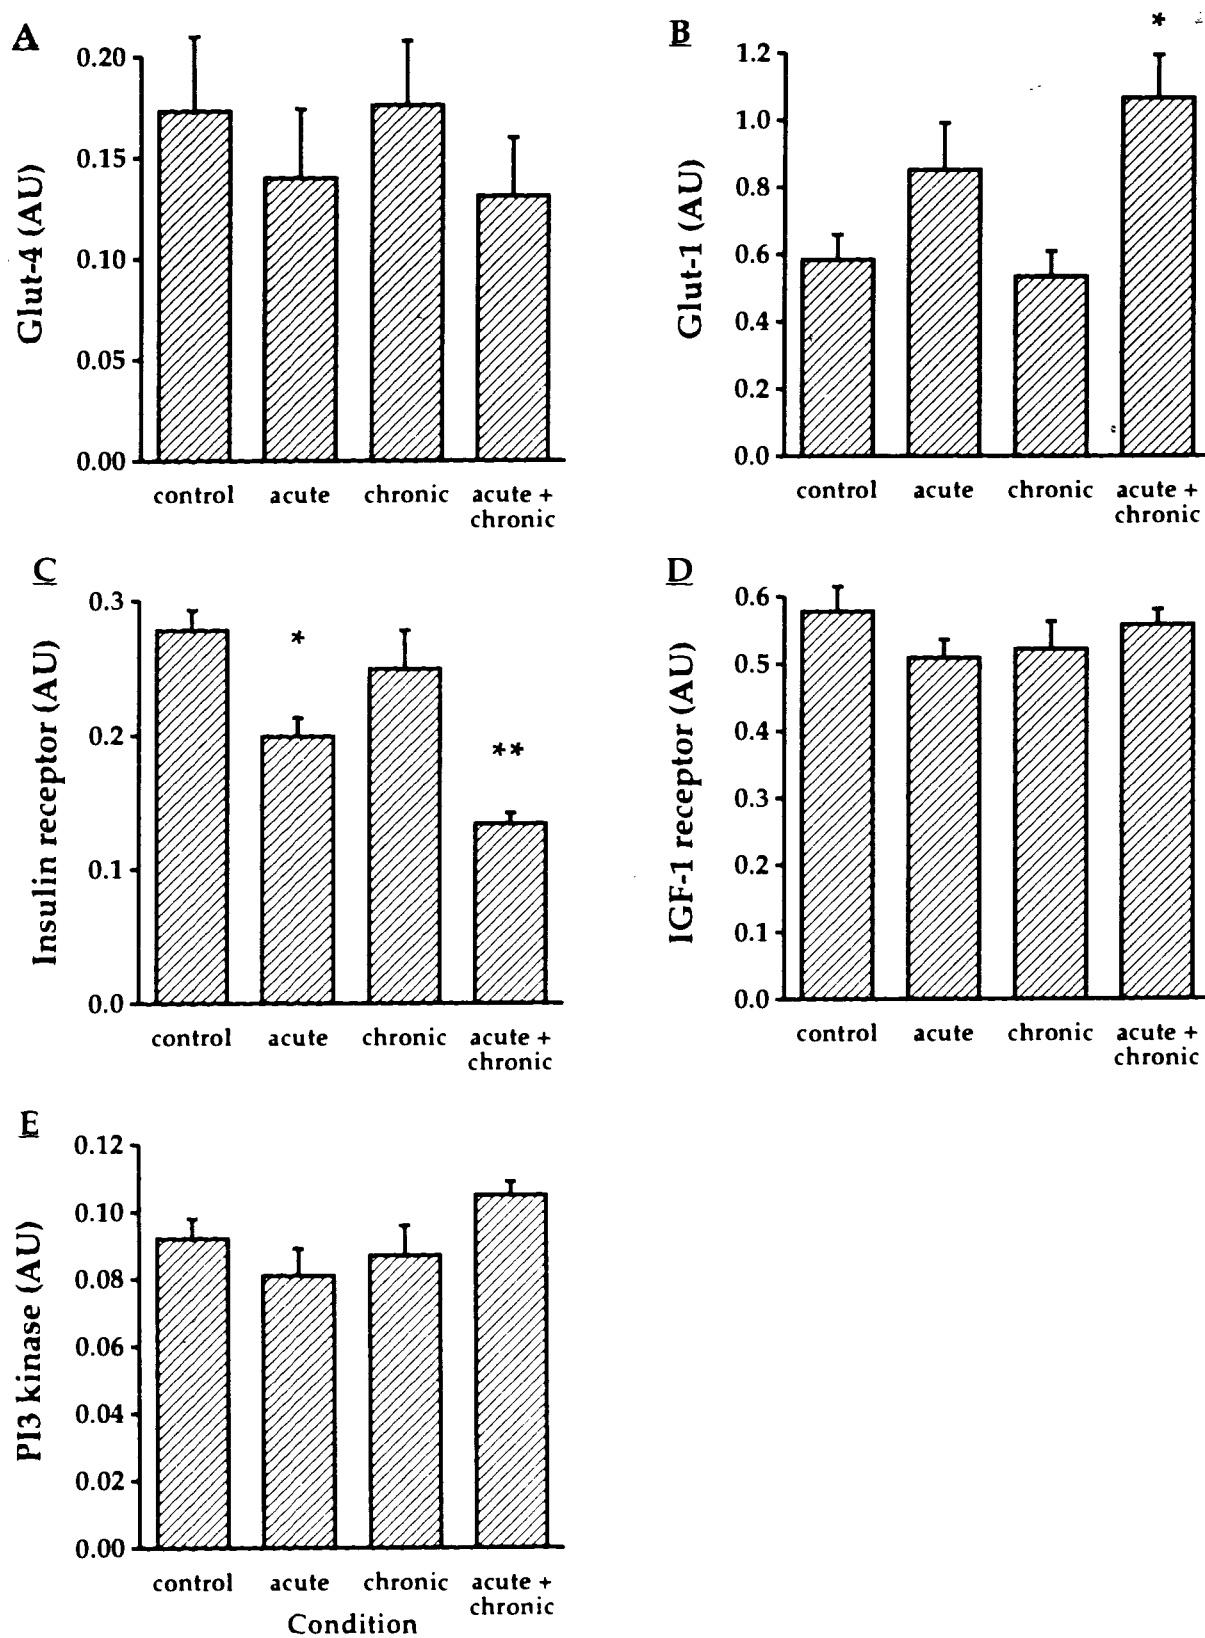 A
Glut-4 (AU)
0.20
0.15
0.10
0.05
0.00
control acute chronic acute +
chronic
B
*
Glut-1 (AU)
1.2
1.0
0.8
0.6
0.4
0.2
0.0
control acute chronic acute +
chronic
C
Insulin receptor (AU)
0.3
0.2
0.1
0.0
*
**
control acute chronic acute +
chronic
D
IGF-1 receptor (AU)
0.6
0.5
0.4
0.3
0.2
0.1
0.0
control acute chronic acute +
chronic
E
PI3 kinase (AU)
0.12
0.10
0.08
0.06
0.04
0.02
0.00
control acute chronic acute +
chronic
Condition